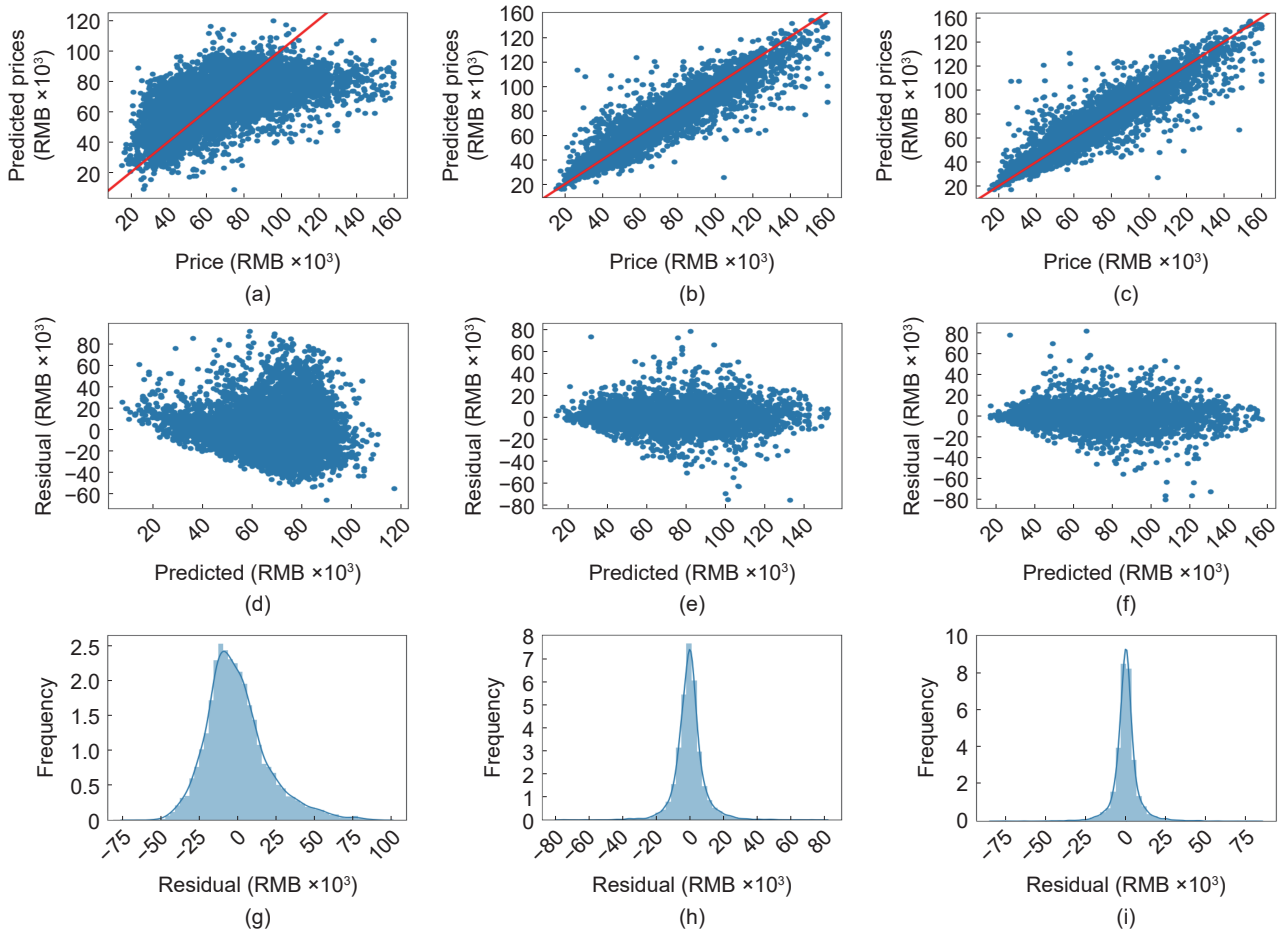 Predicted prices
(RMB ×10³)
120
100
80
60
40
20
20 40 60 80 100 120 140 160
Price (RMB ×10³)
(a)
Predicted prices
(RMB ×10³)
160
140
120
100
80
60
40
20
20 40 60 80 100 120 140 160
Price (RMB ×10³)
(b)
Predicted prices
(RMB ×10³)
160
140
120
100
80
60
40
20
20 40 60 80 100 120 140 160
Price (RMB ×10³)
(c)
Residual (RMB ×10³)
80
60
40
20
0
−20
−40
−60
20 40 60 80 100 120
Predicted (RMB ×10³)
(d)
Residual (RMB ×10³)
80
60
40
20
0
−20
−40
−60
−80
20 40 60 80 100 120 140
Predicted (RMB ×10³)
(e)
Residual (RMB ×10³)
80
60
40
20
0
−20
−40
−60
−80
20 40 60 80 100 120 140 160
Predicted (RMB ×10³)
(f)
Frequency
2.5
2.0
1.5
1.0
0.5
0
−75 −50 −25 0 25 50 75 100
Residual (RMB ×10³)
(g)
Frequency
8
7
6
5
4
3
2
1
0
−80 −60 −40 −20 0 20 40 60 80
Residual (RMB ×10³)
(h)
Frequency
10
8
6
4
2
0
−75 −50 −25 0 25 50 75
Residual (RMB ×10³)
(i)